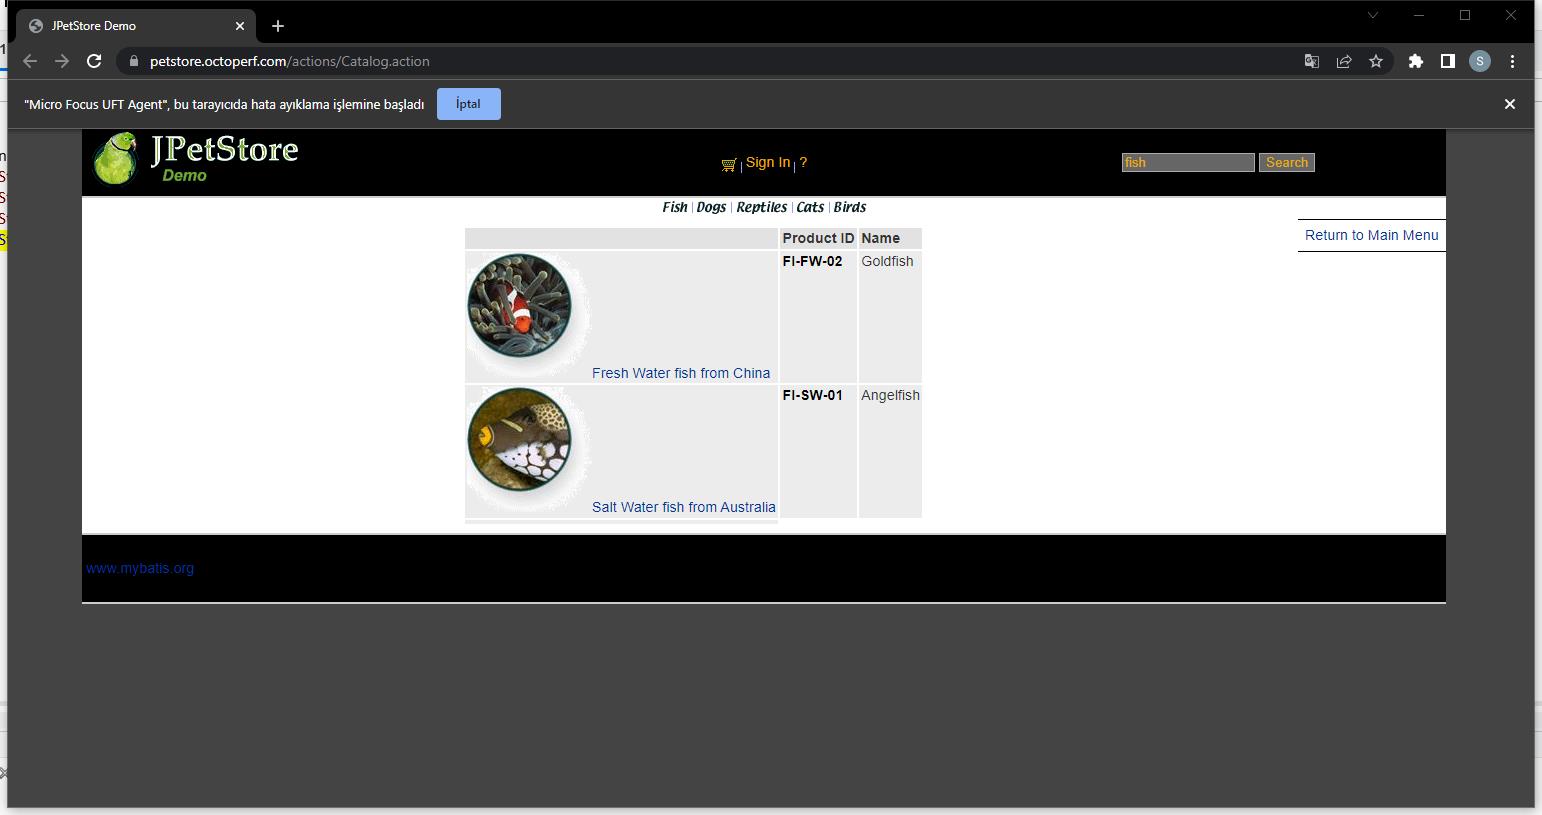 JPetStore Demo
petstore.octoperf.com/actions/Catalog.action
S
"Micro Focus UFT Agent", bu tarayıcıda hata ayıklama işlemine başladı
İptal
JPetStore
Demo
Sign In | ?
fish
Search
Fish | Dogs | Reptiles | Cats | Birds
Return to Main Menu
Product ID Name
FI-FW-02 Goldfish
Fresh Water fish from China
FI-SW-01 Angelfish
Salt Water fish from Australia
www.mybatis.org